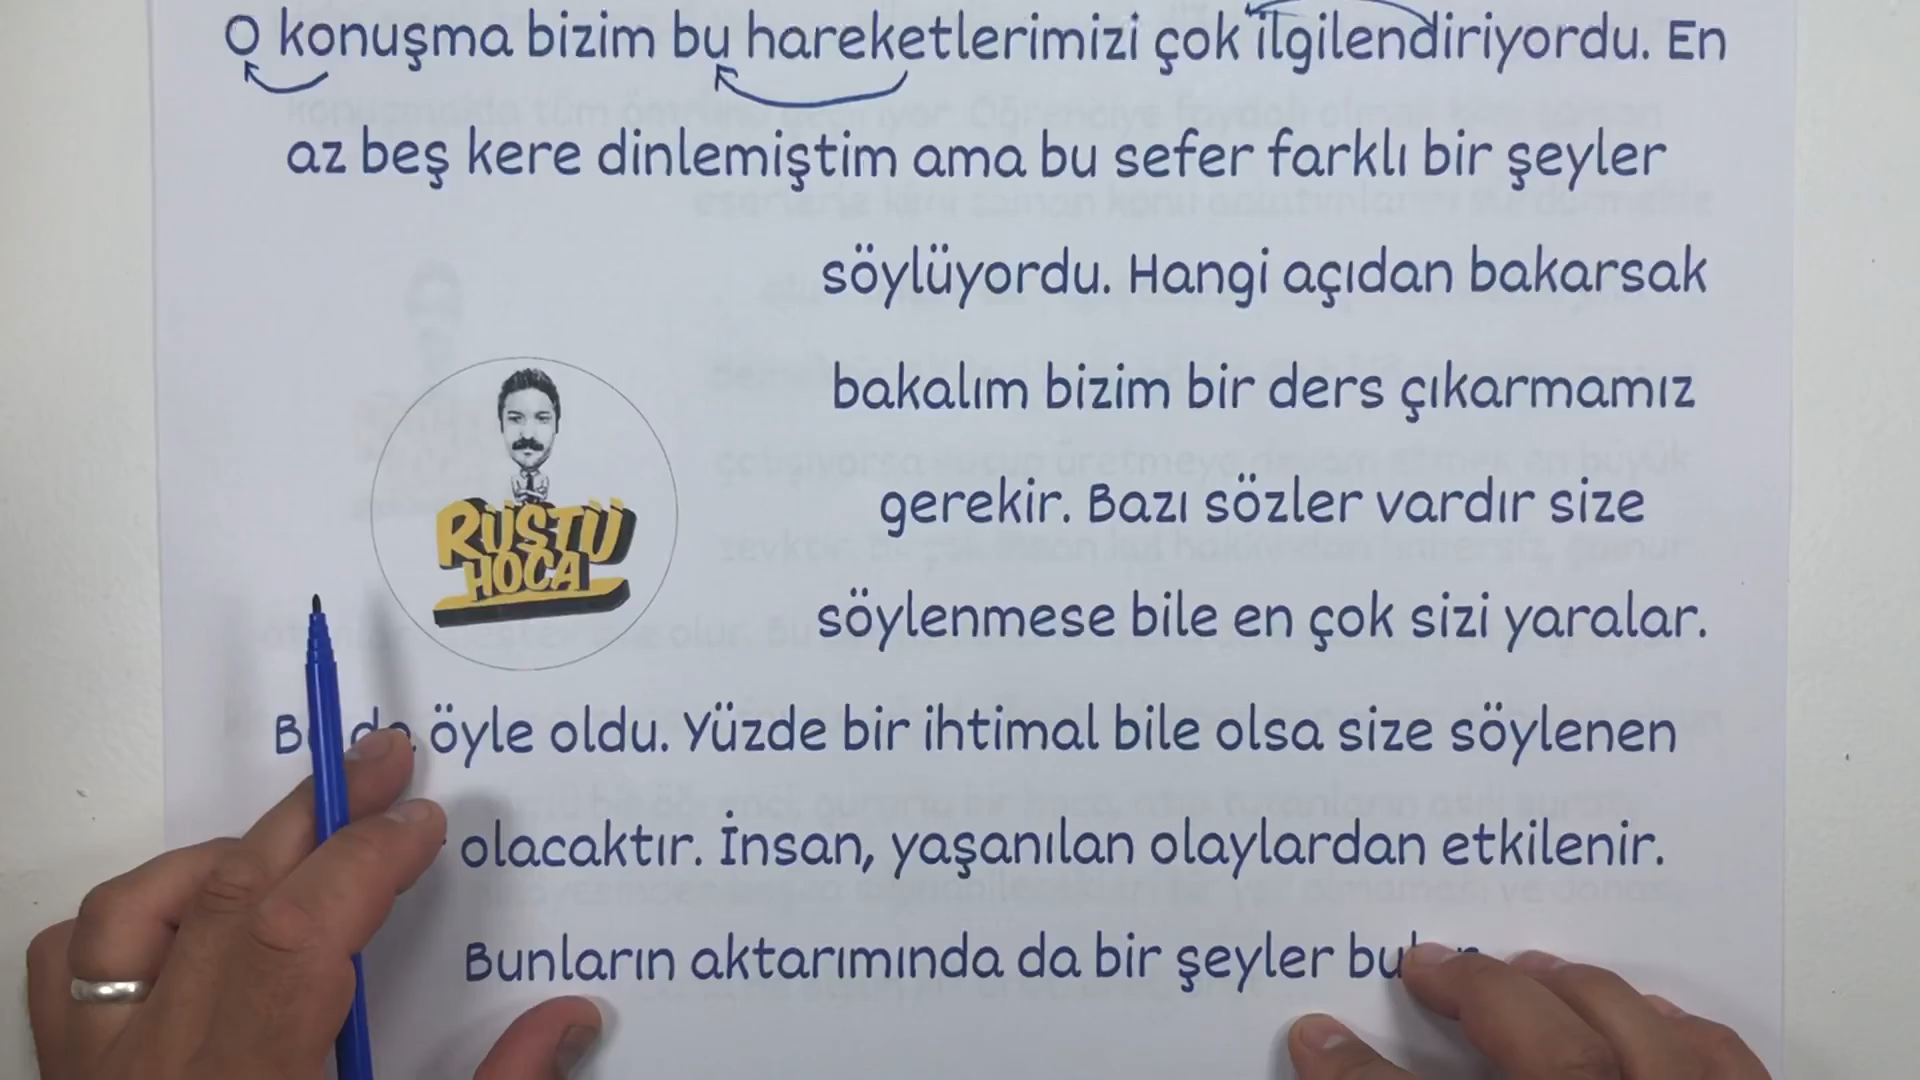 O konuşma bizim bu hareketlerimizi çok ilgilendiriyordu. En
az beş kere dinlemiştim ama bu sefer farklı bir şeyler
söylüyordu. Hangi açıdan bakarsak
bakalım bizim bir ders çıkarmamız
gerekir. Bazı sözler vardır size
söylenmese bile en çok sizi yaralar.
öyle oldu. Yüzde bir ihtimal bile olsa size söylenen
olacaktır. İnsan, yaşanılan olaylardan etkilenir.
Bunların aktarımında da bir şeyler
RÜŞTÜ
HOCA